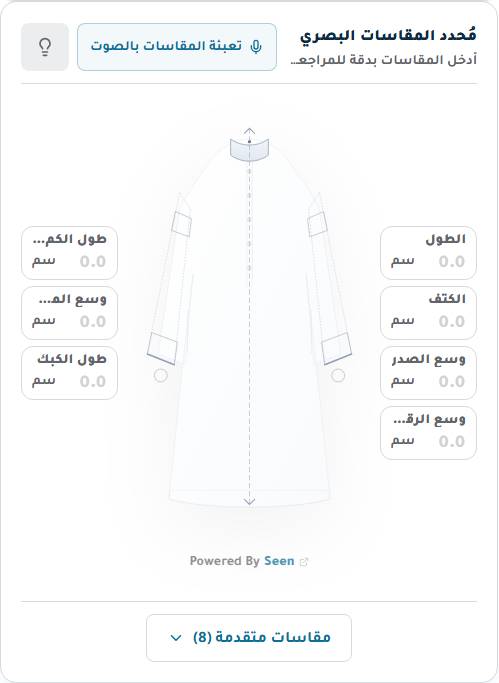 مُحدد المقاسات البصري
أدخل المقاسات بدقة للمراجع...
تعبئة المقاسات بالصوت
الطول
0.0 سم
الكتف
0.0 سم
وسع الصدر
0.0 سم
وسع الرق...
0.0 سم
طول الكم...
0.0 سم
وسع الم...
0.0 سم
طول الكبك
0.0 سم
Powered By Seen
مقاسات متقدمة (8)